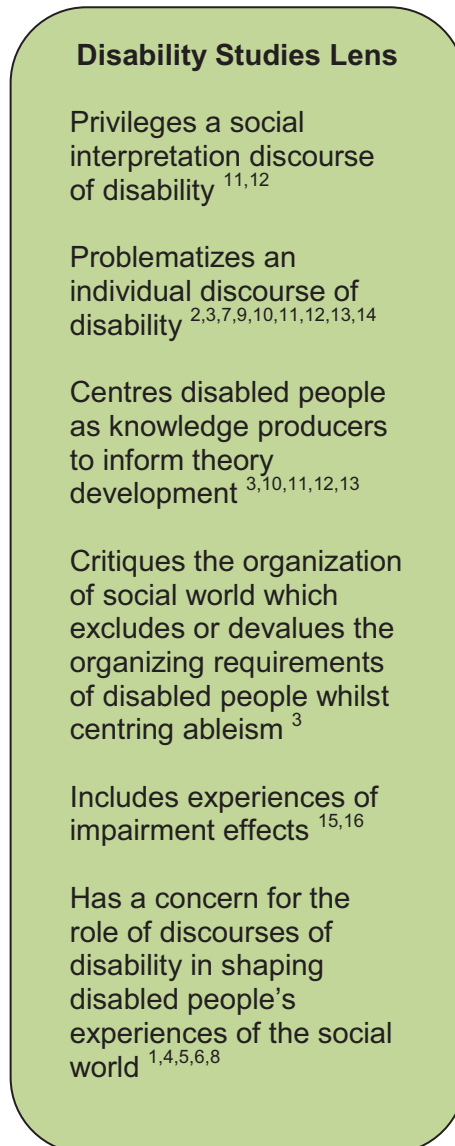 Disability Studies Lens
Privileges a social
interpretation discourse
of disability 11,12
Problematizes an
individual discourse of
disability 2,3,7,9,10,11,12,13,14
Centres disabled people
as knowledge producers
to inform theory
development 3,10,11,12,13
Critiques the organization
of social world which
excludes or devalues the
organizing requirements
of disabled people whilst
centring ableism 3
Includes experiences of
impairment effects 15,16
Has a concern for the
role of discourses of
disability in shaping
disabled people’s
experiences of the social
world 1,4,5,6,8